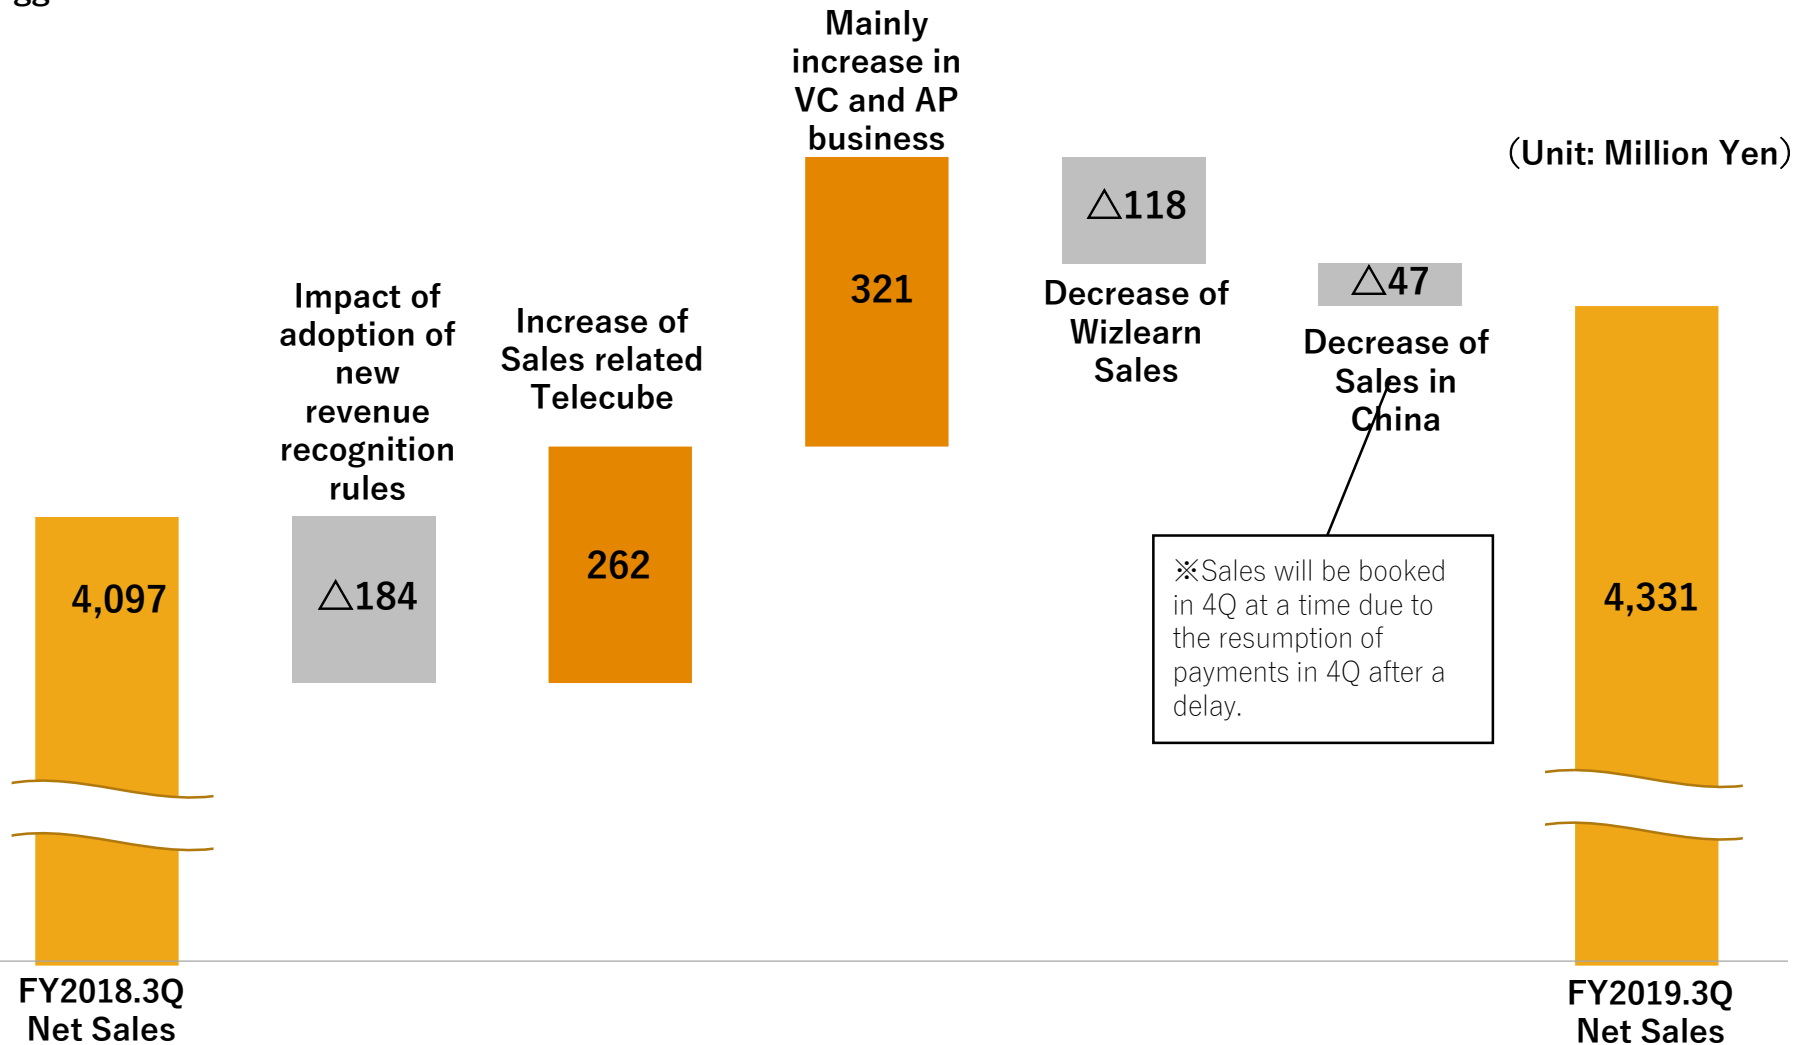 Mainly
increase in
VC and AP
business
(Unit: Million Yen)
△118
△47
321
Impact of
adoption of
new
revenue
recognition
rules
Increase of
Sales related
Telecube
Decrease of
Wizlearn
Sales
Decrease of
Sales in
China
4,097
△184
262
※Sales will be booked
in 4Q at a time due to
the resumption of
payments in 4Q after a
delay.
4,331
FY2018.3Q
Net Sales
FY2019.3Q
Net Sales